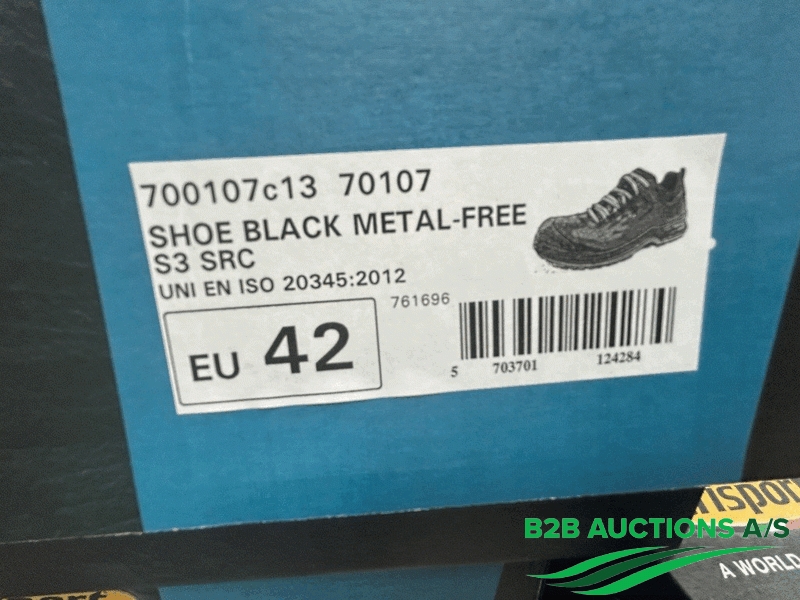 700107c13 70107
SHOE BLACK METAL-FREE
S3 SRC
UNI EN ISO 20345:2012
761696
EU 42
5 703701 124284
B2B AUCTIONS A/S
A WORLD